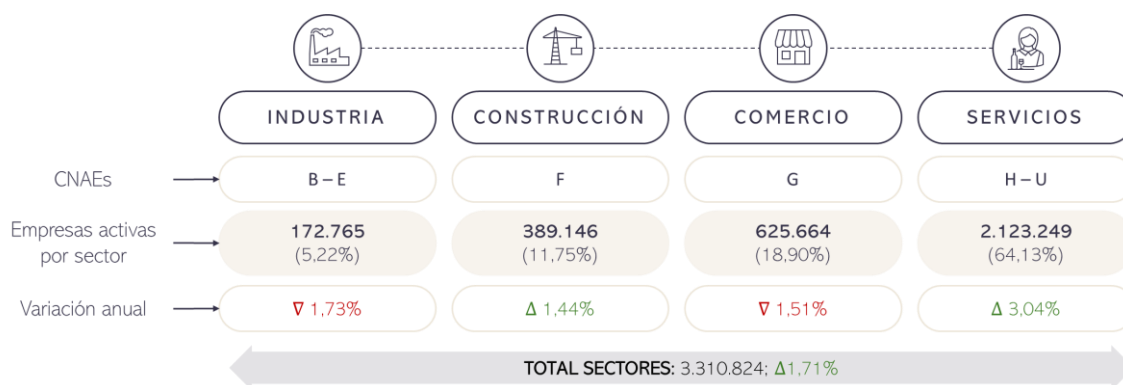 INDUSTRIA
CONSTRUCCIÓN
COMERCIO
SERVICIOS
CNAEs
B – E
F
G
H – U
Empresas activas
por sector
172.765
(5,22%)
389.146
(11,75%)
625.664
(18,90%)
2.123.249
(64,13%)
Variación anual
∇ 1,73%
Δ 1,44%
∇ 1,51%
Δ 3,04%
TOTAL SECTORES: 3.310.824; Δ1,71%